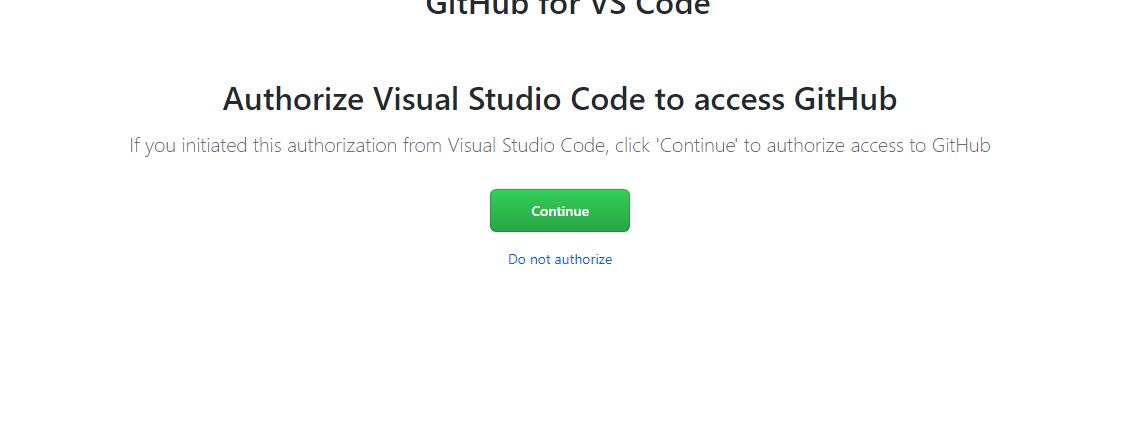 GitHub for VS Code
Authorize Visual Studio Code to access GitHub
If you initiated this authorization from Visual Studio Code, click 'Continue' to authorize access to GitHub
Continue
Do not authorize